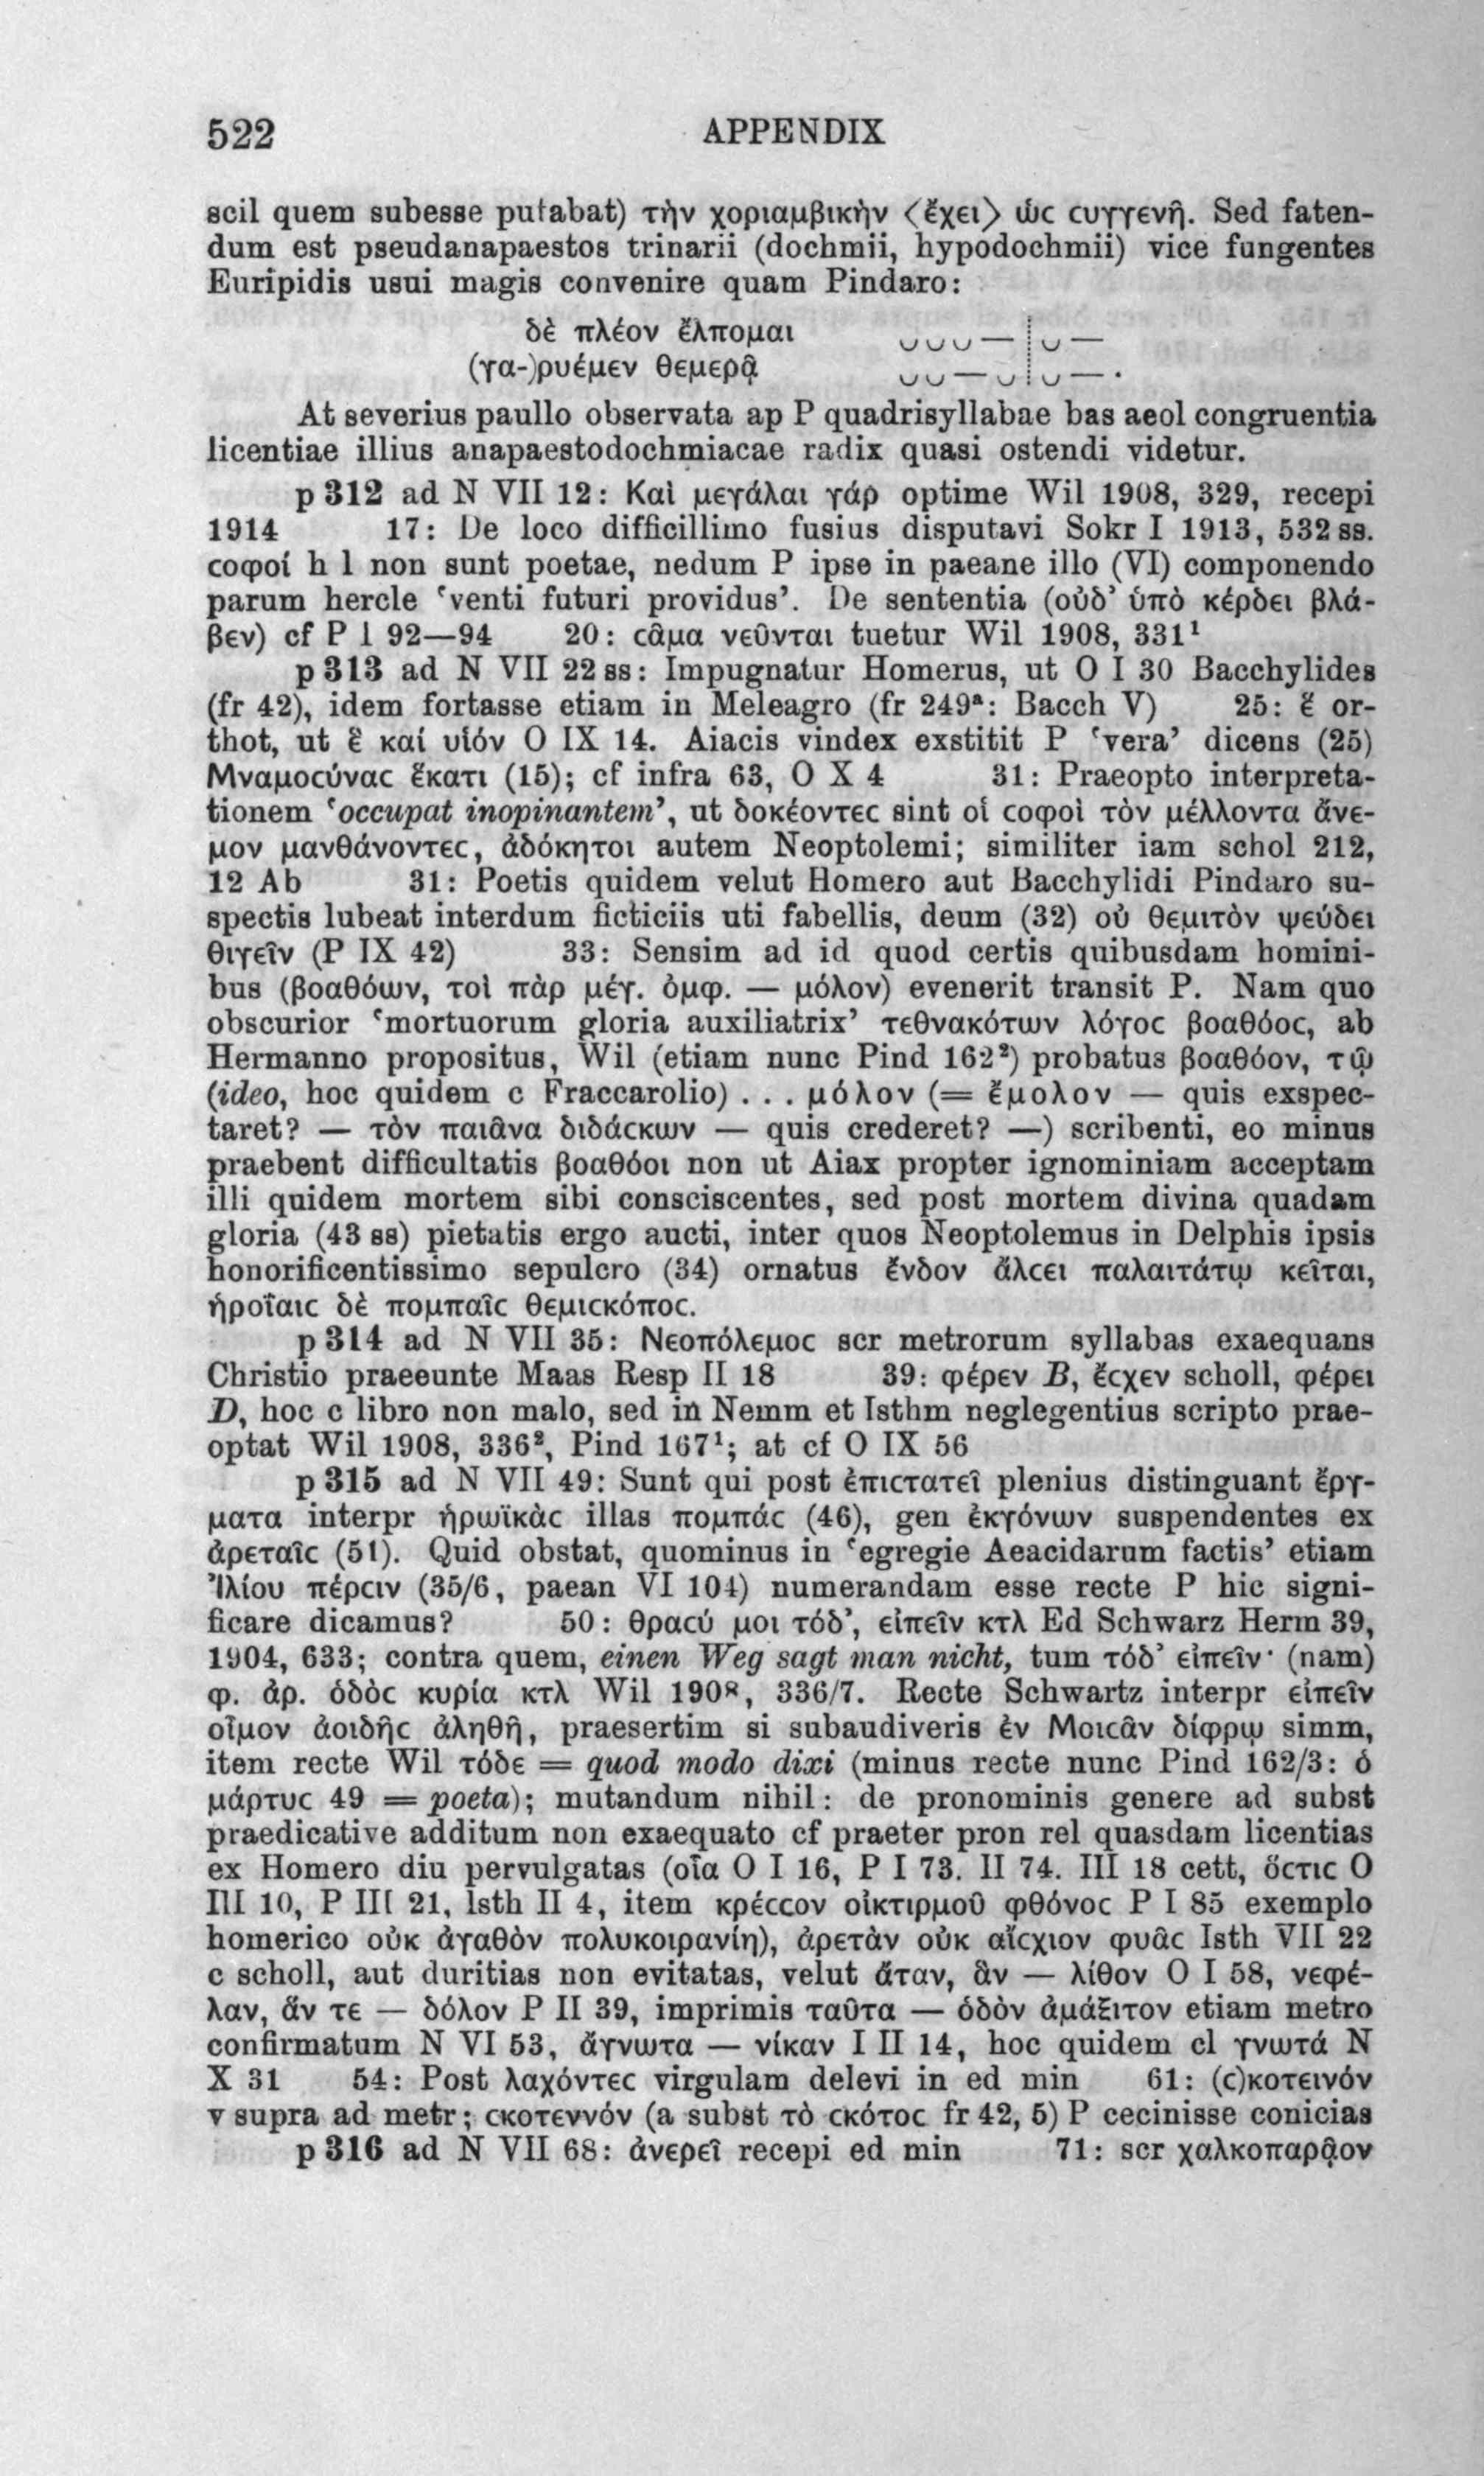 522 APPENDIX
scil quem subesse putabat) τὴν χοριαμβικὴν ⟨ἔχει⟩ ὡc cυγγενῆ. Sed faten-
dum est pseudanapaestos trinarii (dochmii, hypodochmii) vice fungentes
Euripidis usui magis convenire quam Pindaro:
δὲ πλέον ἔλπομαι ⏑⏑⏑—⁞⏑—
(γα-)ρυέμεν θεμερᾷ ⏑⏑—⏑⁞⏑—.
At severius paullo observata ap P quadrisyllabae bas aeol congruentia
licentiae illius anapaestodochmiacae radix quasi ostendi videtur.
p 312 ad N VII 12: Καὶ μεγάλαι γάρ optime Wil 1908, 329, recepi
1914 17: De loco difficillimo fusius disputavi Sokr I 1913, 532 ss.
cοφοί h l non sunt poetae, nedum P ipse in paeane illo (VI) componendo
parum hercle ‘venti futuri providus’. De sententia (οὐδ’ ὑπὸ κέρδει βλά-
βεν) cf P I 92—94 20: cᾶμα νεῦνται tuetur Wil 1908, 331¹
p 313 ad N VII 22 ss: Impugnatur Homerus, ut O I 30 Bacchylides
(fr 42), idem fortasse etiam in Meleagro (fr 249ᵃ: Bacch V) 25: ἕ or-
thot, ut ἓ καί υἱόν O IX 14. Aiacis vindex exstitit P ‘vera’ dicens (25)
Μναμοcύναc ἕκατι (15); cf infra 63, O X 4 31: Praeopto interpreta-
tionem ‘occupat inopinantem’, ut δοκέοντεc sint οἱ cοφοὶ τὸν μέλλοντα ἄνε-
μον μανθάνοντεc, ἀδόκητοι autem Neoptolemi; similiter iam schol 212,
12 Ab 31: Poetis quidem velut Homero aut Bacchylidi Pindaro su-
spectis lubeat interdum ficticiis uti fabellis, deum (32) οὐ θεμιτὸν ψεύδει
θιγεῖν (P IX 42) 33: Sensim ad id quod certis quibusdam homini-
bus (βοαθόων, τοὶ πὰρ μέγ. ὀμφ. — μόλον) evenerit transit P. Nam quo
obscurior ‘mortuorum gloria auxiliatrix’ τεθνακότων λόγοc βοαθόοc, ab
Hermanno propositus, Wil (etiam nunc Pind 162²) probatus βοαθόον, τῷ
(ideo, hoc quidem c Fraccarolio) . . . μόλον (= ἔμολον — quis exspec-
taret? — τὸν παιᾶνα διδάcκων — quis crederet? —) scribenti, eo minus
praebent difficultatis βοαθόοι non ut Aiax propter ignominiam acceptam
illi quidem mortem sibi consciscentes, sed post mortem divina quadam
gloria (43 ss) pietatis ergo aucti, inter quos Neoptolemus in Delphis ipsis
honorificentissimo sepulcro (34) ornatus ἔνδον ἄλcει παλαιτάτῳ κεῖται,
ἡροΐαιc δὲ πομπαῖc θεμιcκόποc.
p 314 ad N VII 35: Νεοπόλεμοc scr metrorum syllabas exaequans
Christio praeeunte Maas Resp II 18 39: φέρεν B, ἔcχεν scholl, φέρει
D, hoc c libro non malo, sed in Nemm et Isthm neglegentius scripto prae-
optat Wil 1908, 336², Pind 167¹; at cf O IX 56
p 315 ad N VII 49: Sunt qui post ἐπιcτατεῖ plenius distinguant ἔργ-
ματα interpr ἡρωϊκὰc illas πομπάc (46), gen ἐκγόνων suspendentes ex
ἀρεταῖc (51). Quid obstat, quominus in ‘egregie Aeacidarum factis’ etiam
Ἰλίου πέρcιν (35/6, paean VI 104) numerandam esse recte P hic signi-
ficare dicamus? 50: θραcύ μοι τόδ’, εἰπεῖν κτλ Ed Schwarz Herm 39,
1904, 633; contra quem, einen Weg sagt man nicht, tum τόδ’ εἰπεῖν· (nam)
φ. ἀρ. ὁδὸc κυρία κτλ Wil 1908, 336/7. Recte Schwartz interpr εἰπεῖν
οἶμον ἀοιδῆc ἀληθῆ, praesertim si subaudiveris ἐν Μοιcᾶν δίφρῳ simm,
item recte Wil τόδε = quod modo dixi (minus recte nunc Pind 162/3: ὁ
μάρτυc 49 = poeta); mutandum nihil: de pronominis genere ad subst
praedicative additum non exaequato cf praeter pron rel quasdam licentias
ex Homero diu pervulgatas (οἷα O I 16, P I 73. II 74. III 18 cett, ὅcτιc O
III 10, P III 21, Isth II 4, item κρέccον οἰκτιρμοῦ φθόνοc P I 85 exemplo
homerico οὐκ ἀγαθὸν πολυκοιρανίη), ἀρετὰν οὐκ αἴcχιον φυᾶc Isth VII 22
c scholl, aut duritias non evitatas, velut ἄταν, ἃν — λίθον O I 58, νεφέ-
λαν, ἅν τε — δόλον P II 39, imprimis ταῦτα — ὁδὸν ἀμάξιτον etiam metro
confirmatum N VI 53, ἄγνωτα — νίκαν I II 14, hoc quidem cl γνωτά N
X 31 54: Post λαχόντεc virgulam delevi in ed min 61: (c)κοτεινόν
v supra ad metr; cκοτεννόν (a subst τὸ cκότοc fr 42, 5) P cecinisse conicias
p 316 ad N VII 68: ἀνερεῖ recepi ed min 71: scr χαλκοπαρᾷον